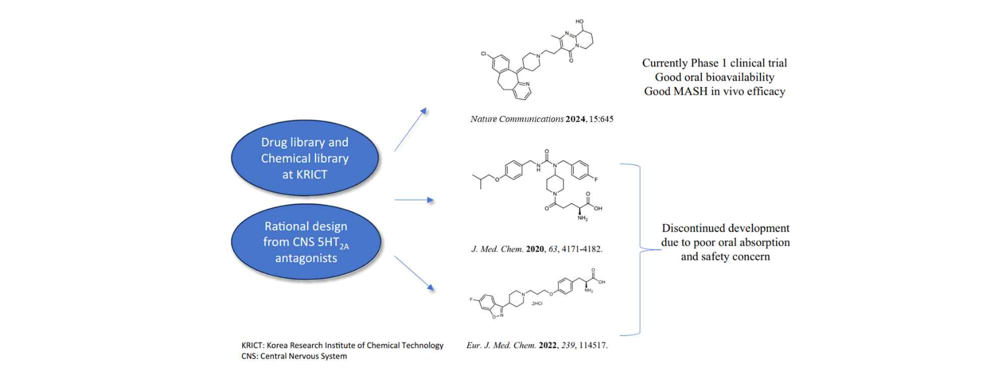 Drug library and
Chemical library
at KRICT
Rational design
from CNS 5HT2A
antagonists
KRICT: Korea Research Institute of Chemical Technology
CNS: Central Nervous System
HO
N
N
O
N
Cl
N
Nature Communications 2024, 15:645
Currently Phase 1 clinical trial
Good oral bioavailability
Good MASH in vivo efficacy
O
N
H
N
O
F
N
O
O
OH
NH2
J. Med. Chem. 2020, 63, 4171-4182.
O
OH
NH2
N
O
F
.2HCl
O-N
Eur. J. Med. Chem. 2022, 239, 114517.
Discontinued development
due to poor oral absorption
and safety concern